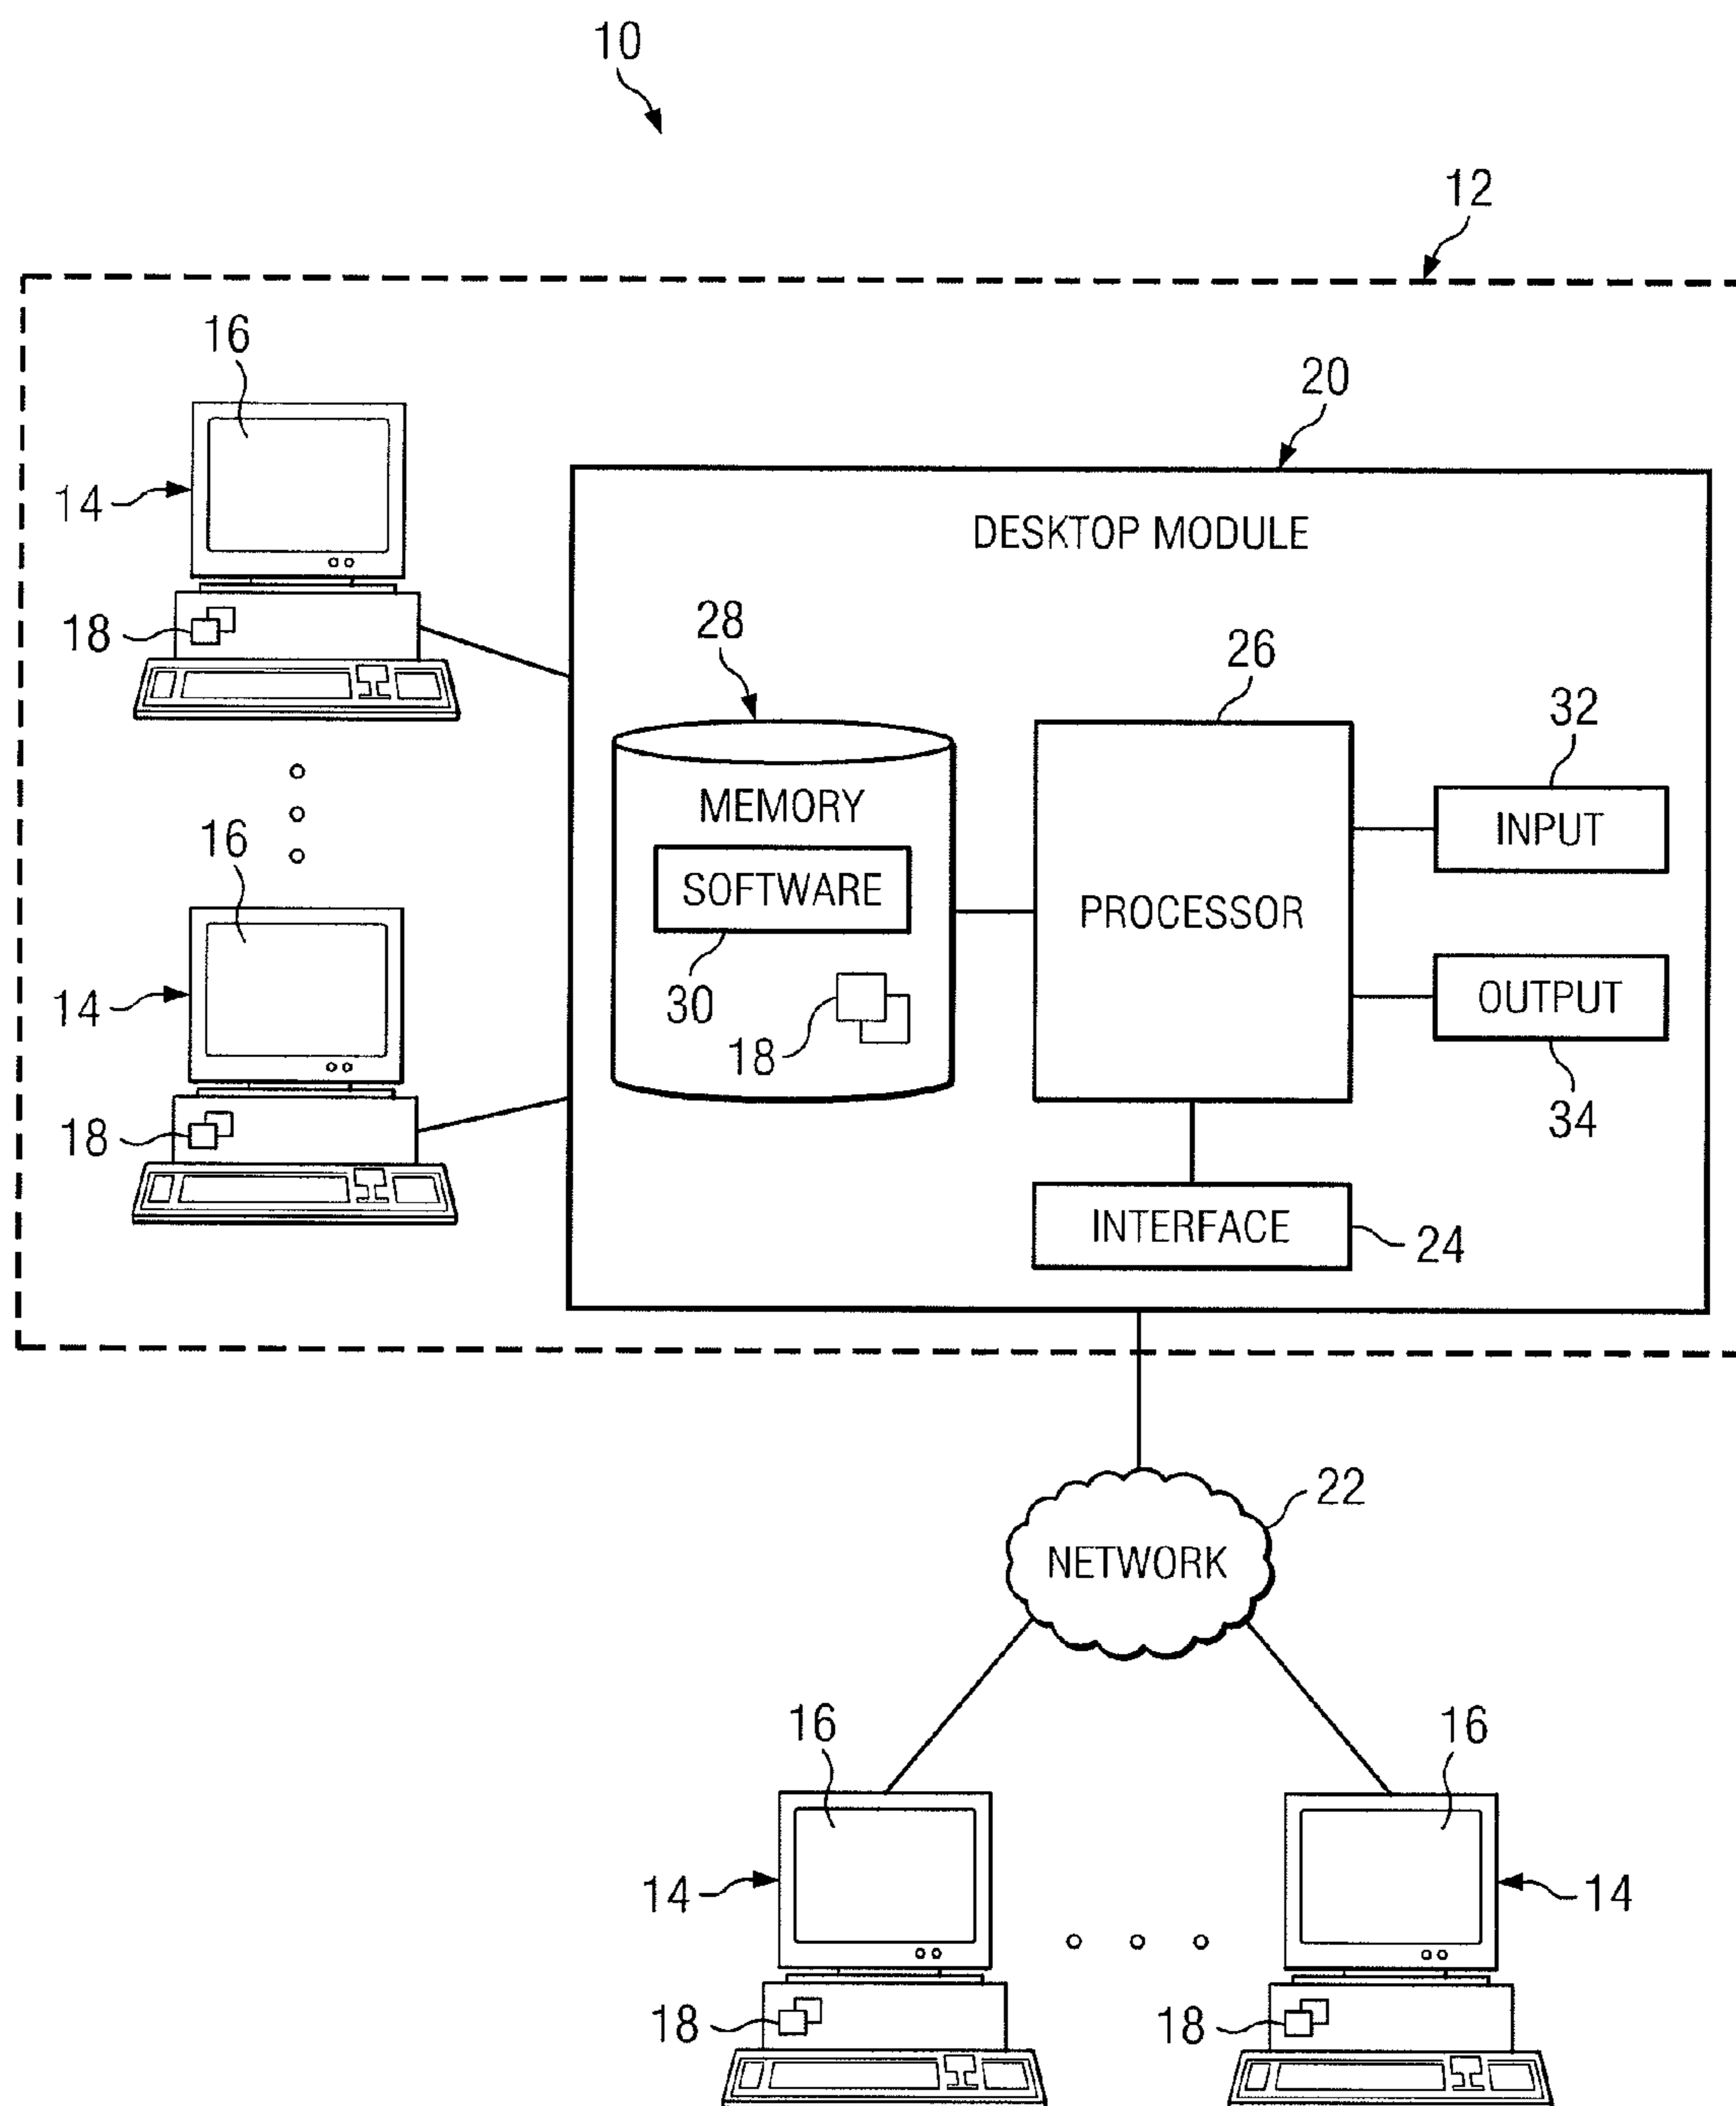 10
12
16
20
14
DESKTOP MODULE
18
28
26
32
MEMORY
INPUT
16
SOFTWARE
PROCESSOR
14
30
OUTPUT
18
18
34
INTERFACE
24
22
NETWORK
16
16
14
14
18
18